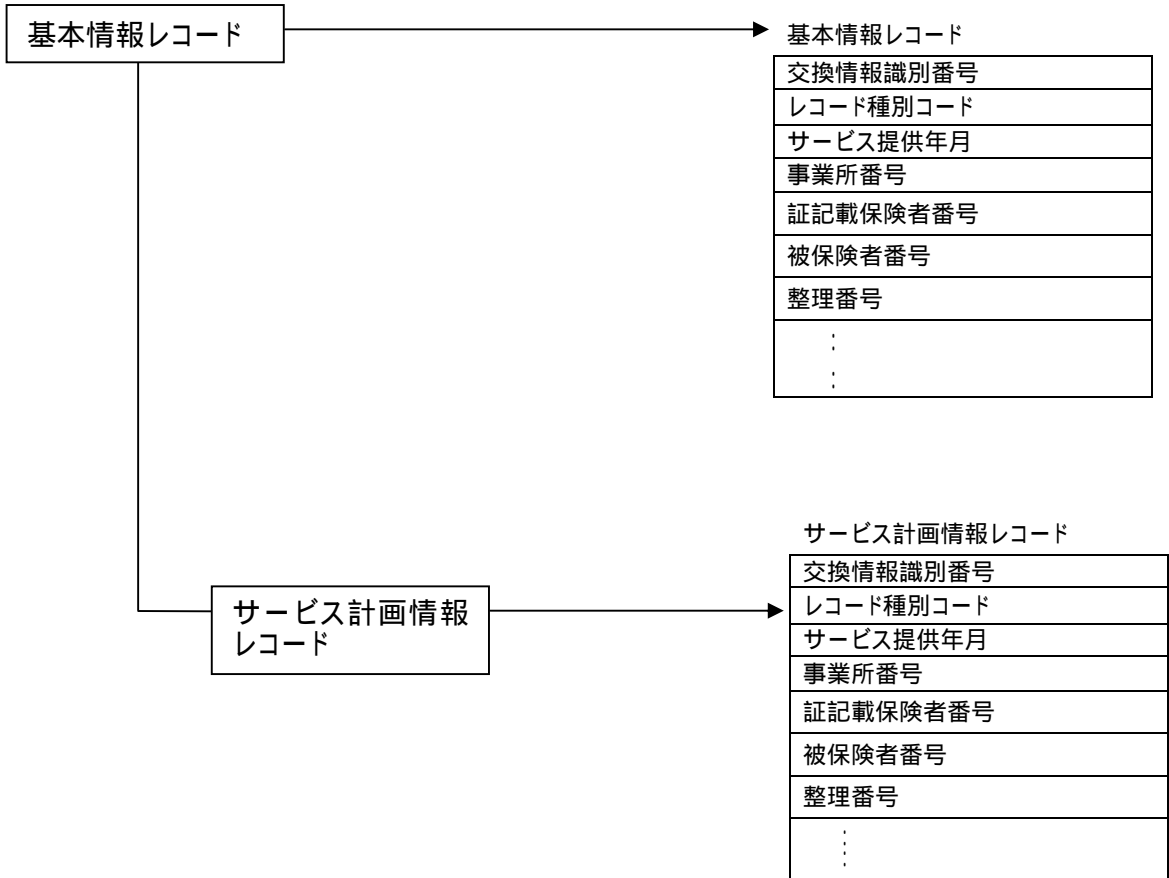 基本情報レコード
基本情報レコード
交換情報識別番号
レコード種別コード
サービス提供年月
事業所番号
証記載保険者番号
被保険者番号
整理番号
:
:
サービス計画情報
レコード
サービス計画情報レコード
交換情報識別番号
レコード種別コード
サービス提供年月
事業所番号
証記載保険者番号
被保険者番号
整理番号
:
: